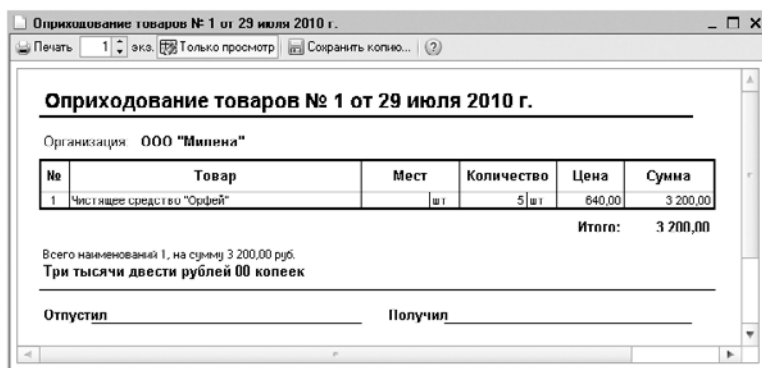 Оприходование товаров № 1 от 29 июля 2010 г.
Печать 1 экз. Только просмотр Сохранить копию... ?
Оприходование товаров № 1 от 29 июля 2010 г.
Организация: ООО "Милена"
№ Товар Мест Количество Цена Сумма
1 Чистящее средство "Орфей" шт 5 шт 640,00 3 200,00
Итого: 3 200,00
Всего наименований 1, на сумму 3 200,00 руб.
Три тысячи двести рублей 00 копеек
Отпустил Получил